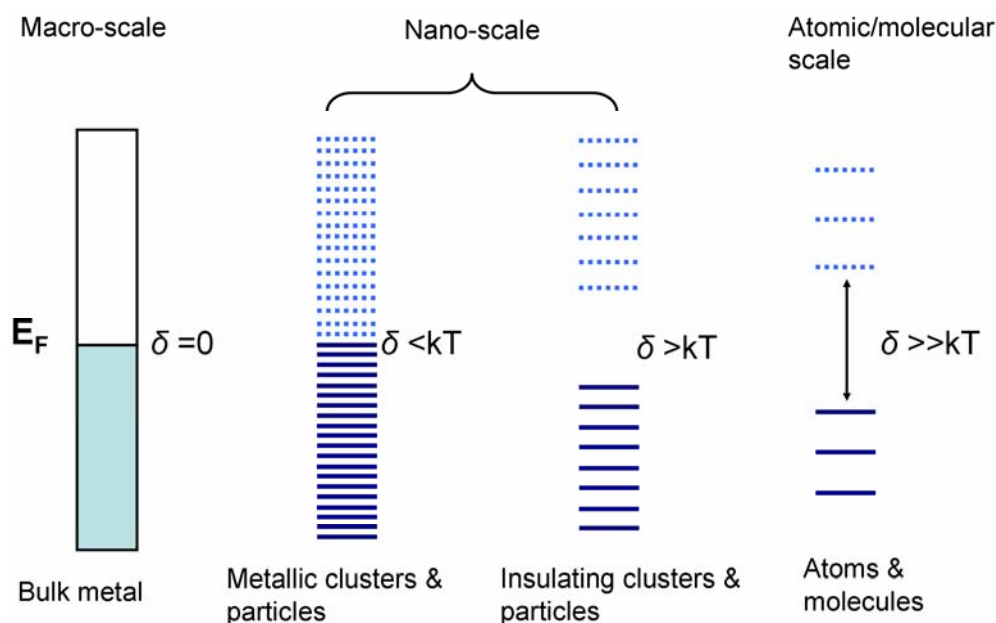 Macro-scale
Nano-scale
Atomic/molecular
scale
E_F
δ =0
δ <kT
δ >kT
δ >>kT
Bulk metal
Metallic clusters &
particles
Insulating clusters &
particles
Atoms &
molecules